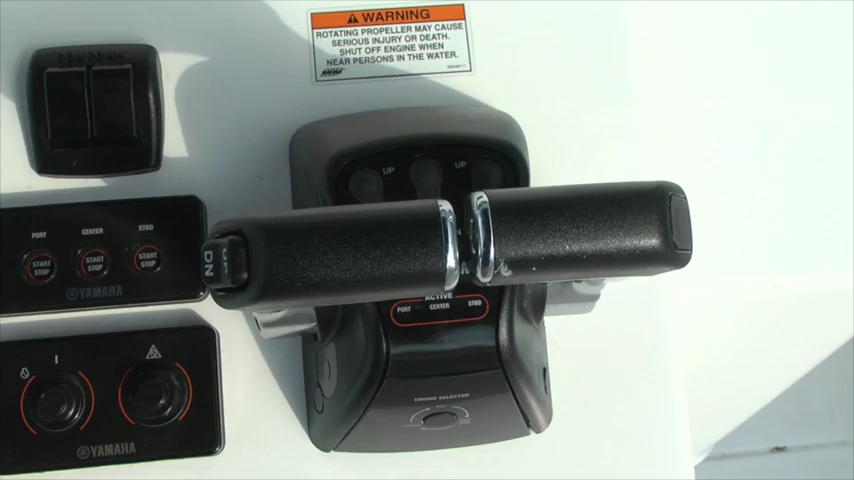 WARNING
ROTATING PROPELLER MAY CAUSE
SERIOUS INJURY OR DEATH.
SHUT OFF ENGINE WHEN
NEAR PERSONS IN THE WATER.
UP UP
PORT CENTER STBD
START STOP START STOP START STOP
YAMAHA
DN
ACTIVE
PORT CENTER STBD
ENGINE SELECTOR
YAMAHA